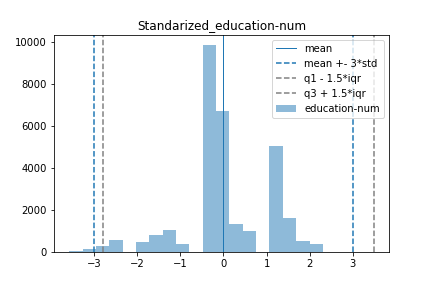 Standarized_education-num
10000
8000
6000
4000
2000
0
−3
−2
−1
0
1
2
3
mean
mean +- 3*std
q1 - 1.5*iqr
q3 + 1.5*iqr
education-num